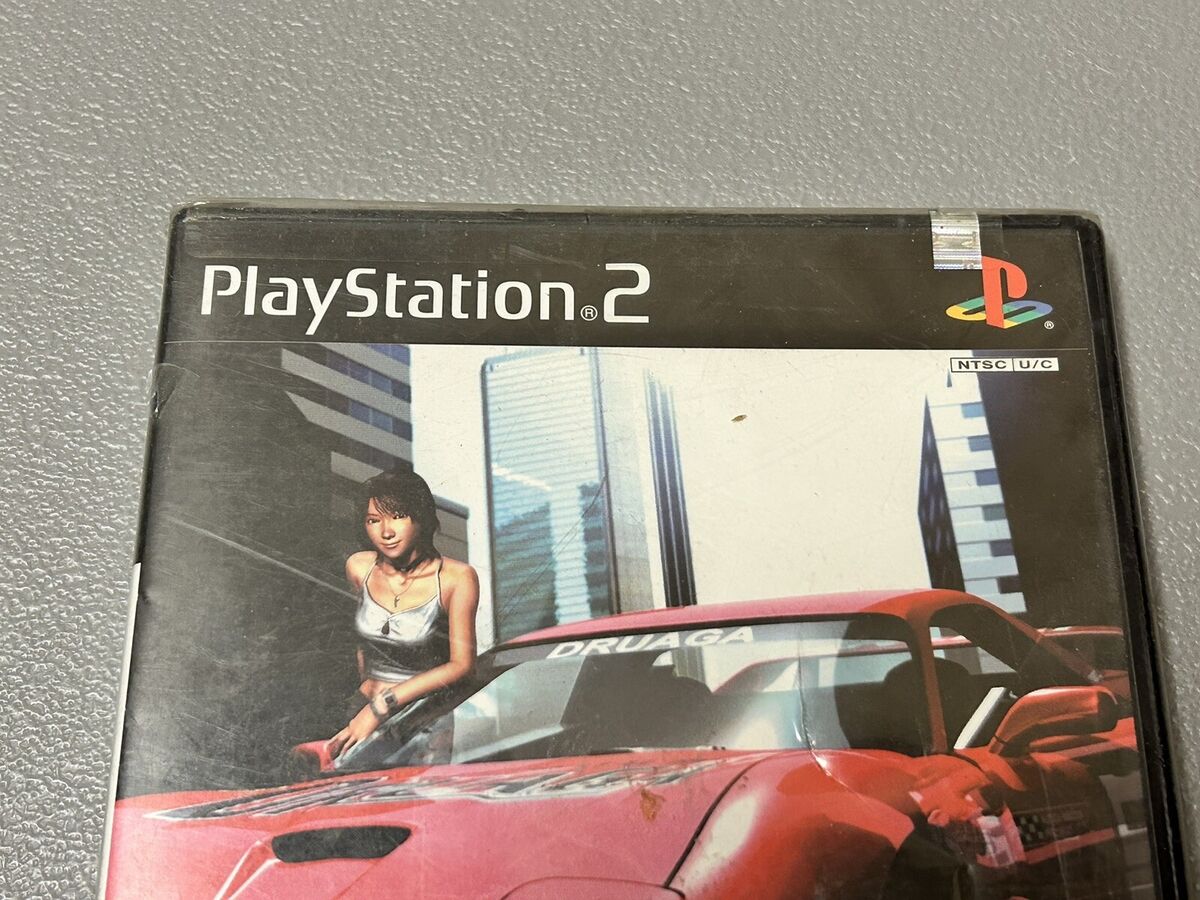 PlayStation®2
®
NTSC U/C
DRUAGA